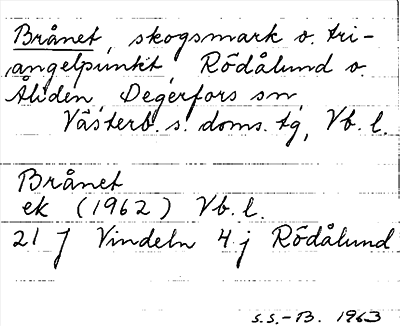 Brånet, skogsmark o. tri-
angelpunkt, Rödålund o.
Åliden, Degerfors sn,
Västerb. s. doms. tg, Vb. l.
Brånet
ek (1962) Vb. l.
21 J Vindeln 4 j Rödålund
S.S.-B. 1963